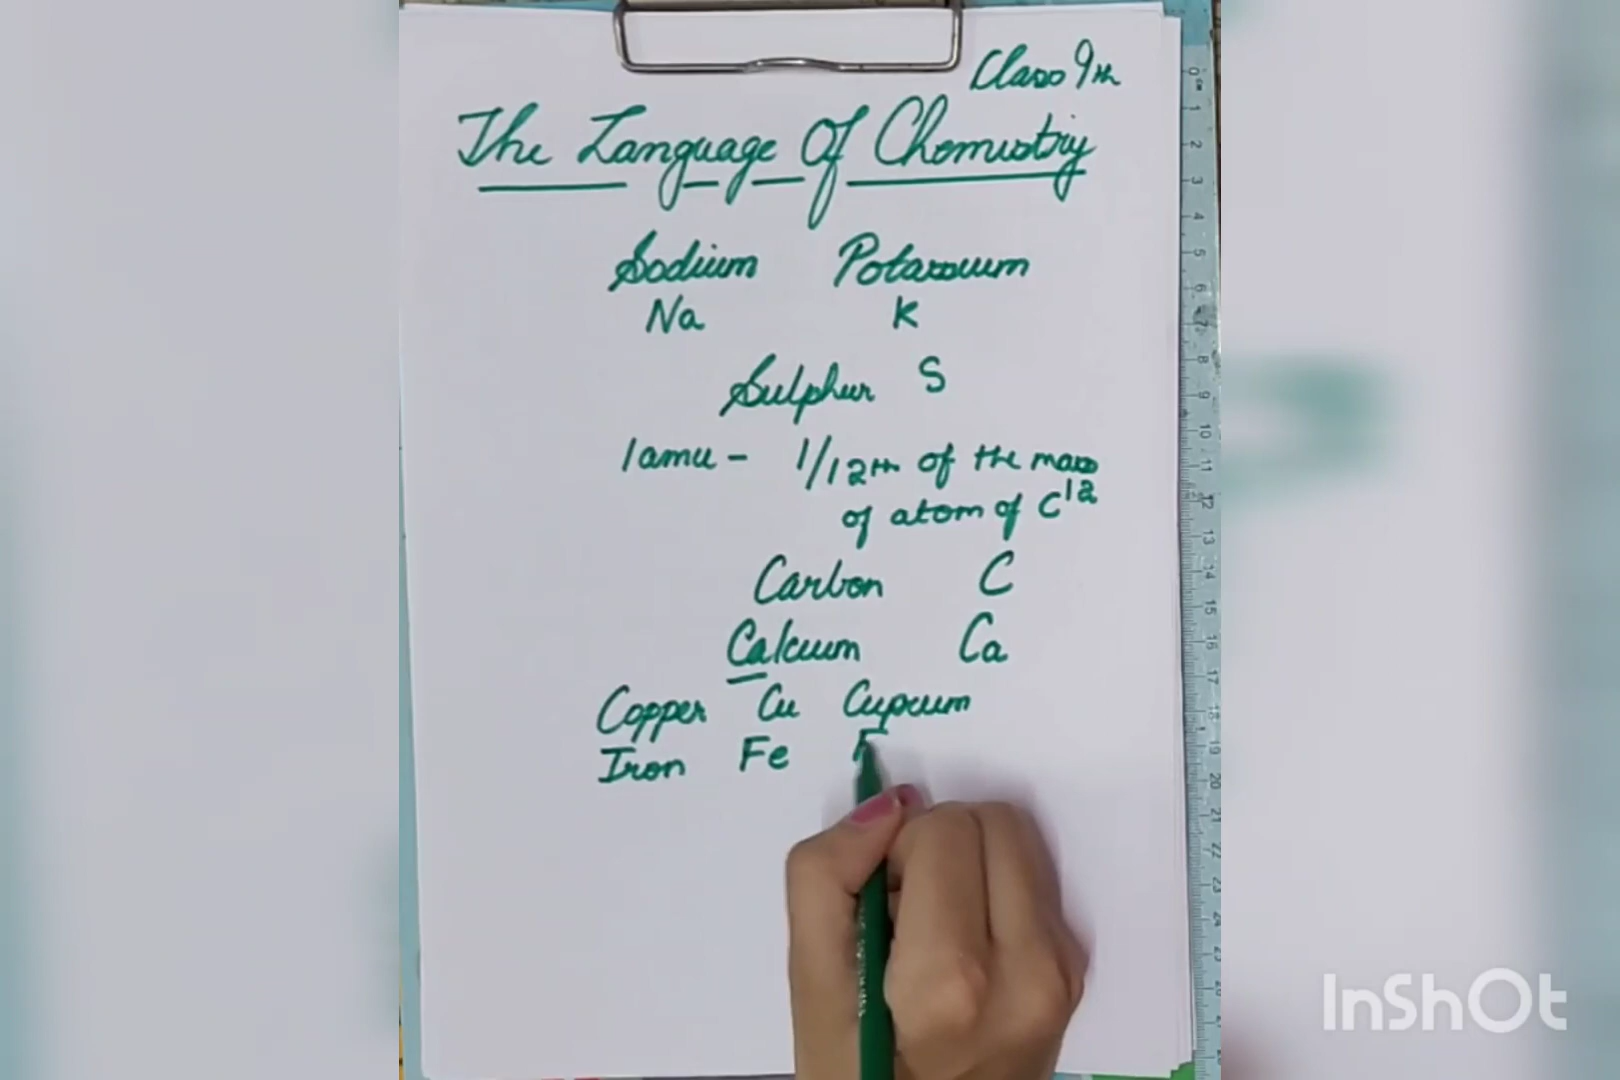 Class 9th
The Language Of Chemistry
Sodium Potassium
Na K
Sulphur S
1amu - 1/12th of the mass
of atom of C12
Carbon C
Calcium Ca
Copper Cu Cupcum
Iron Fe F
InShOt